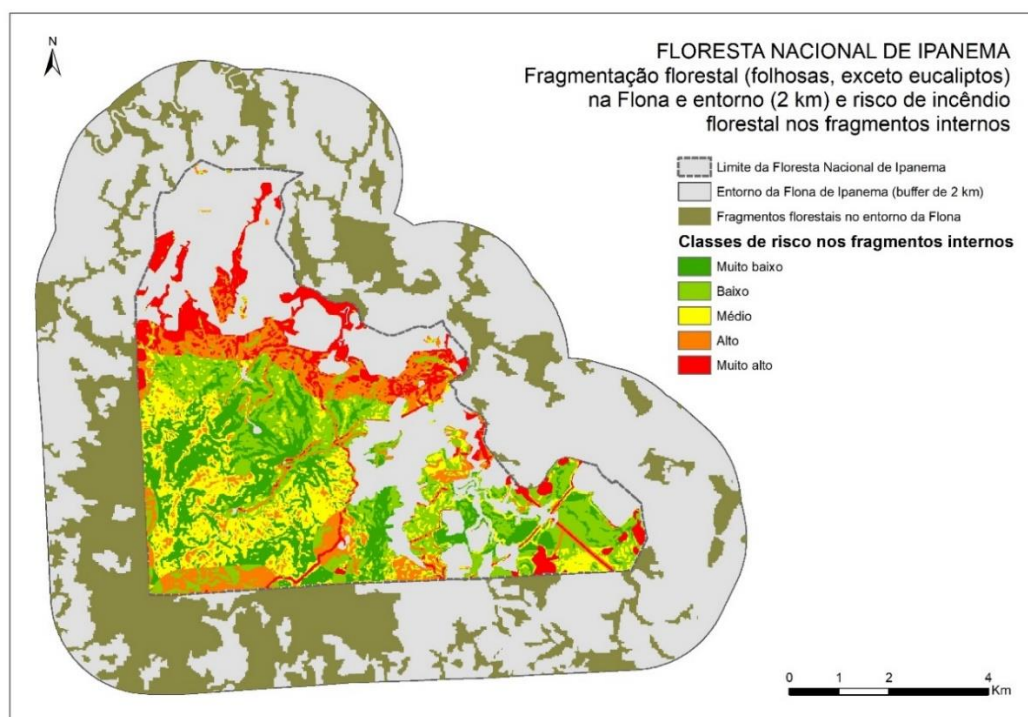 N
FLORESTA NACIONAL DE IPANEMA
Fragmentação florestal (folhosas, exceto eucaliptos)
na Flona e entorno (2 km) e risco de incêndio
florestal nos fragmentos internos
Limite da Floresta Nacional de Ipanema
Entorno da Flona de Ipanema (buffer de 2 km)
Fragmentos florestais no entorno da Flona
Classes de risco nos fragmentos internos
Muito baixo
Baixo
Médio
Alto
Muito alto
0 1 2 4
Km